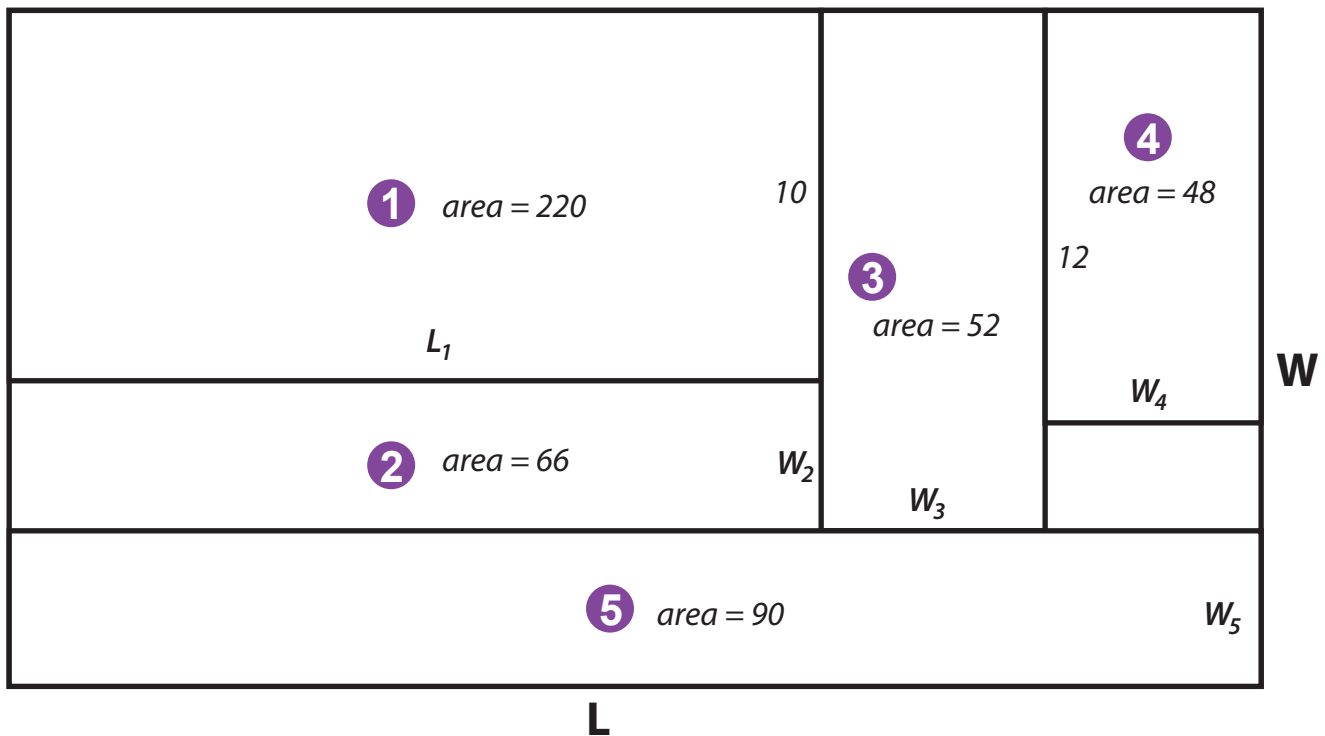 4
1 area = 220
10
area = 48
3
12
area = 52
L₁
W
W₄
2 area = 66
W₂
W₃
5 area = 90
W₅
L